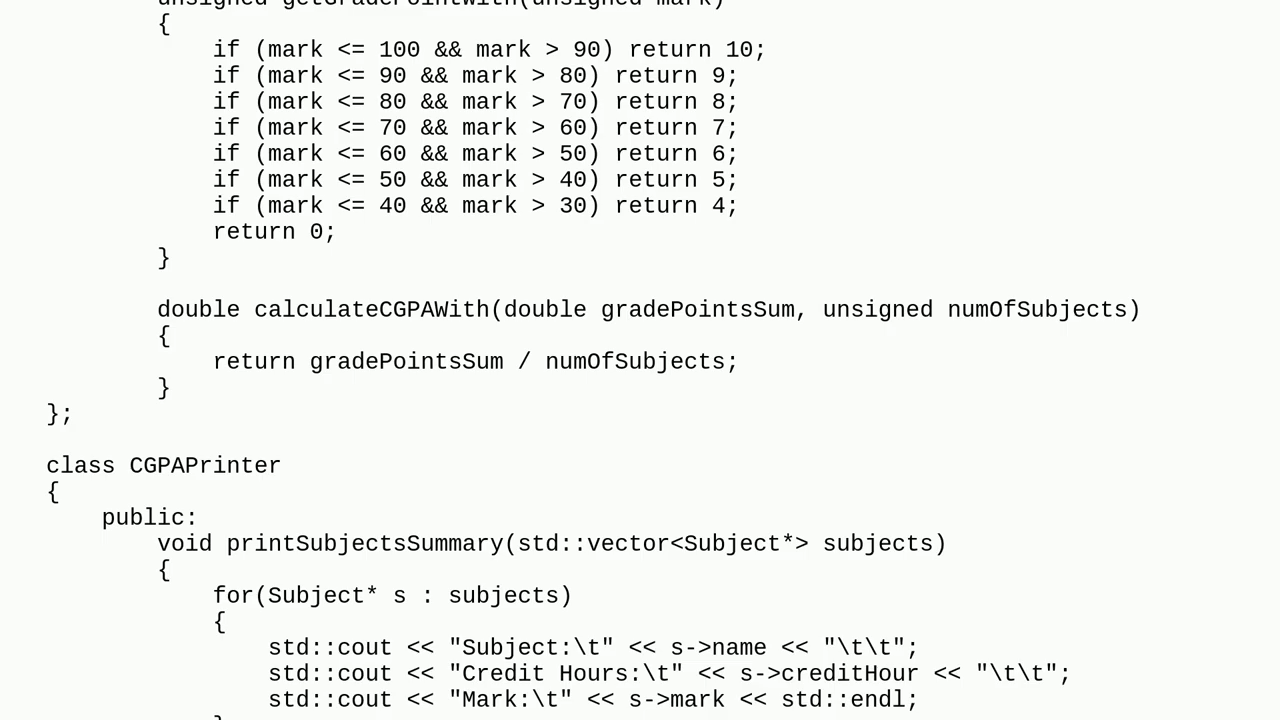 unsigned getGradePointWith(unsigned mark)
{
if (mark <= 100 && mark > 90) return 10;
if (mark <= 90 && mark > 80) return 9;
if (mark <= 80 && mark > 70) return 8;
if (mark <= 70 && mark > 60) return 7;
if (mark <= 60 && mark > 50) return 6;
if (mark <= 50 && mark > 40) return 5;
if (mark <= 40 && mark > 30) return 4;
return 0;
}
double calculateCGPAWith(double gradePointsSum, unsigned numOfSubjects)
{
return gradePointsSum / numOfSubjects;
}
};
class CGPAPrinter
{
public:
void printSubjectsSummary(std::vector<Subject*> subjects)
{
for(Subject* s : subjects)
{
std::cout << "Subject:\t" << s->name << "\t\t";
std::cout << "Credit Hours:\t" << s->creditHour << "\t\t";
std::cout << "Mark:\t" << s->mark << std::endl;
}